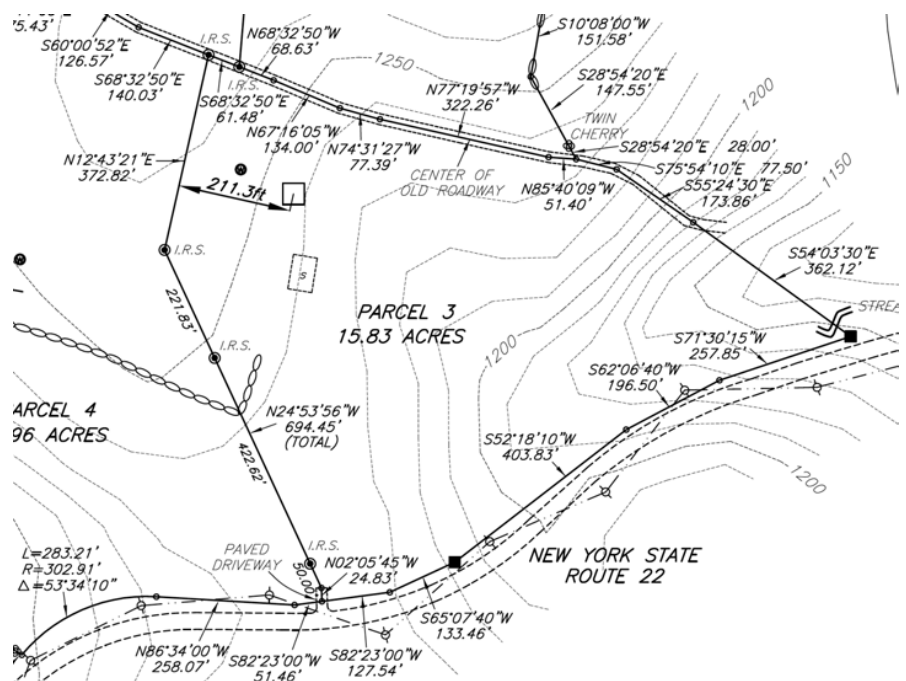 75.43'
S60°00'52"E
126.57'
S68°32'50"E
140.03'
I.R.S.
N68°32'50"W
68.63'
I.R.S.
S68°32'50"E
61.48'
N67°16'05"W
134.00'
1250
N74°31'27"W
77.39'
N77°19'57"W
322.26'
CENTER OF
OLD ROADWAY
S10°08'00"W
151.58'
S28°54'20"E
147.55'
1200
TWIN
CHERRY
S28°54'20"E 28.00'
S75°54'10"E 77.50'
N85°40'09"W
51.40'
S55°24'30"E
173.86'
1150
N12°43'21"E
372.82'
211.3ft
I.R.S.
S
S54°03'30"E
362.12'
STREA
221.83'
I.R.S.
PARCEL 3
15.83 ACRES
1200
S71°30'15"W
257.85'
S62°06'40"W
196.50'
ARCEL 4
96 ACRES
N24°53'56"W
694.45'
(TOTAL)
422.62'
S52°18'10"W
403.83'
1200
L=283.21'
R=302.91'
Δ=53°34'10"
PAVED
DRIVEWAY
I.R.S.
50.00'
N02°05'45"W
24.83'
NEW YORK STATE
ROUTE 22
S65°07'40"W
133.46'
N86°34'00"W
258.07'
S82°23'00"W
51.46'
S82°23'00"W
127.54'